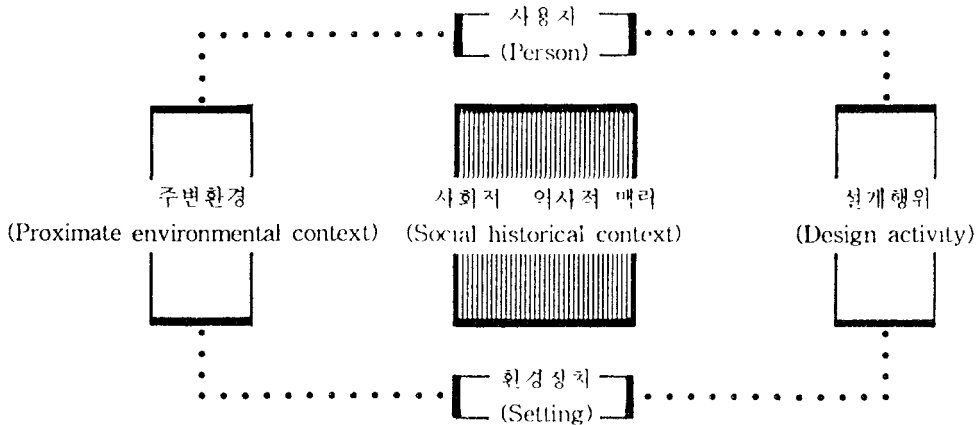 사용자
(Person)
주변환경
(Proximate environmental context)
사회적 역사적 맥락
(Social historical context)
설계행위
(Design activity)
환경장치
(Setting)